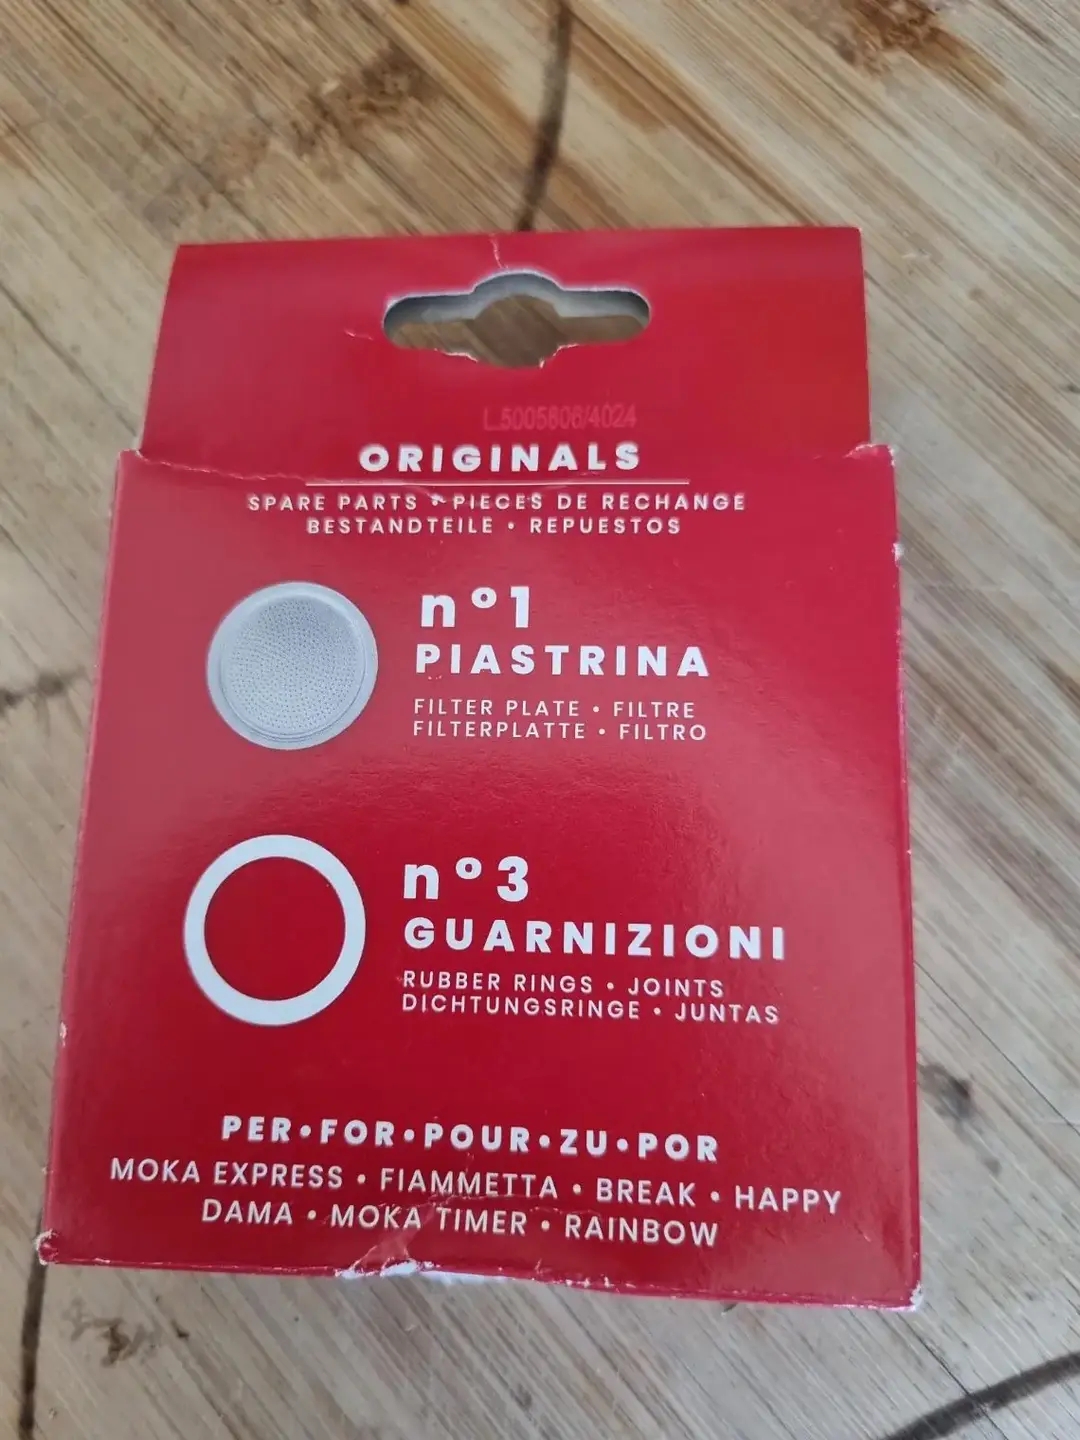 L.5005606/4024
ORIGINALS
SPARE PARTS • PIECES DE RECHANGE
BESTANDTEILE • REPUESTOS
n°1
PIASTRINA
FILTER PLATE • FILTRE
FILTERPLATTE • FILTRO
n°3
GUARNIZIONI
RUBBER RINGS • JOINTS
DICHTUNGSRINGE • JUNTAS
PER•FOR•POUR•ZU•POR
MOKA EXPRESS • FIAMMETTA • BREAK • HAPPY
DAMA • MOKA TIMER • RAINBOW